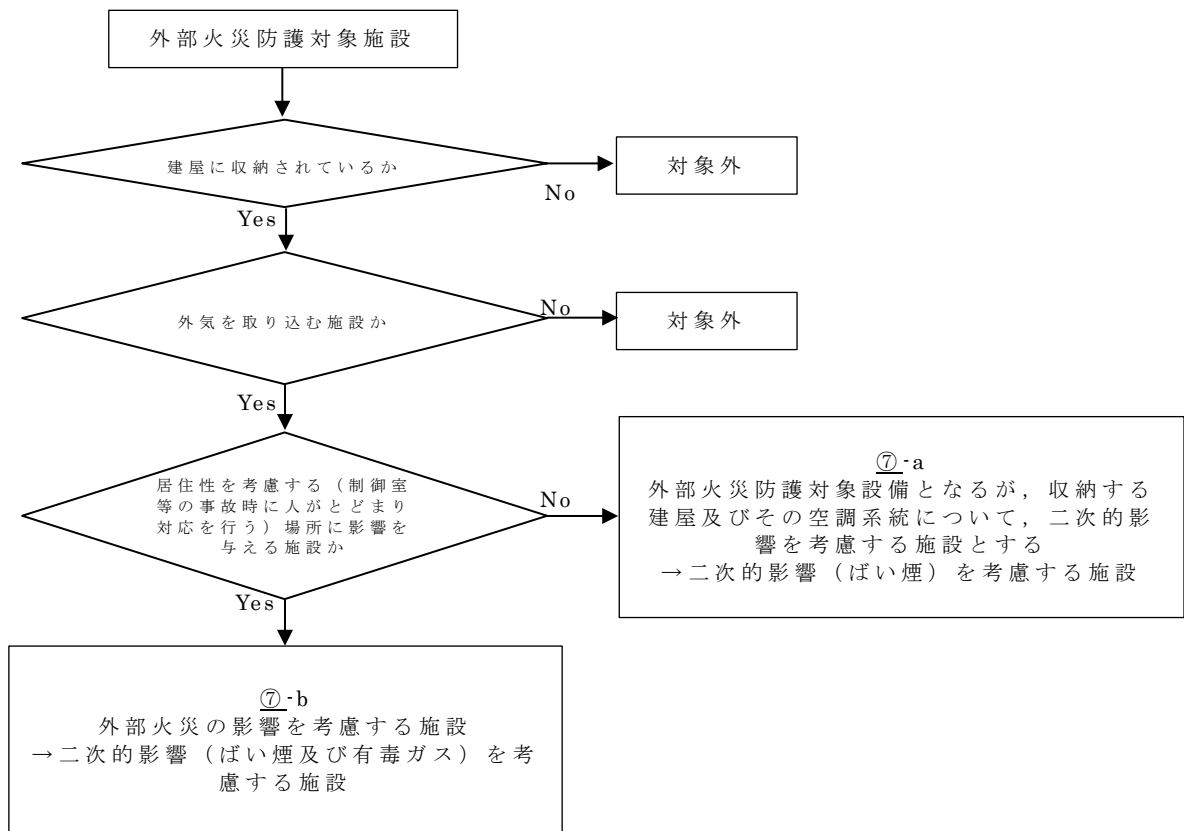 外部火災防護対象施設
建屋に収納されているか
対象外
No
Yes
外気を取り込む施設か
No
対象外
Yes
居住性を考慮する（制御室
等の事故時に人がとどまり
対応を行う）場所に影響を
与える施設か
No
⑦-a
外部火災防護対象設備となるが，収納する
建屋及びその空調系統について，二次的影
響を考慮する施設とする
→二次的影響（ばい煙）を考慮する施設
Yes
⑦-b
外部火災の影響を考慮する施設
→二次的影響（ばい煙及び有毒ガス）を考
慮する施設